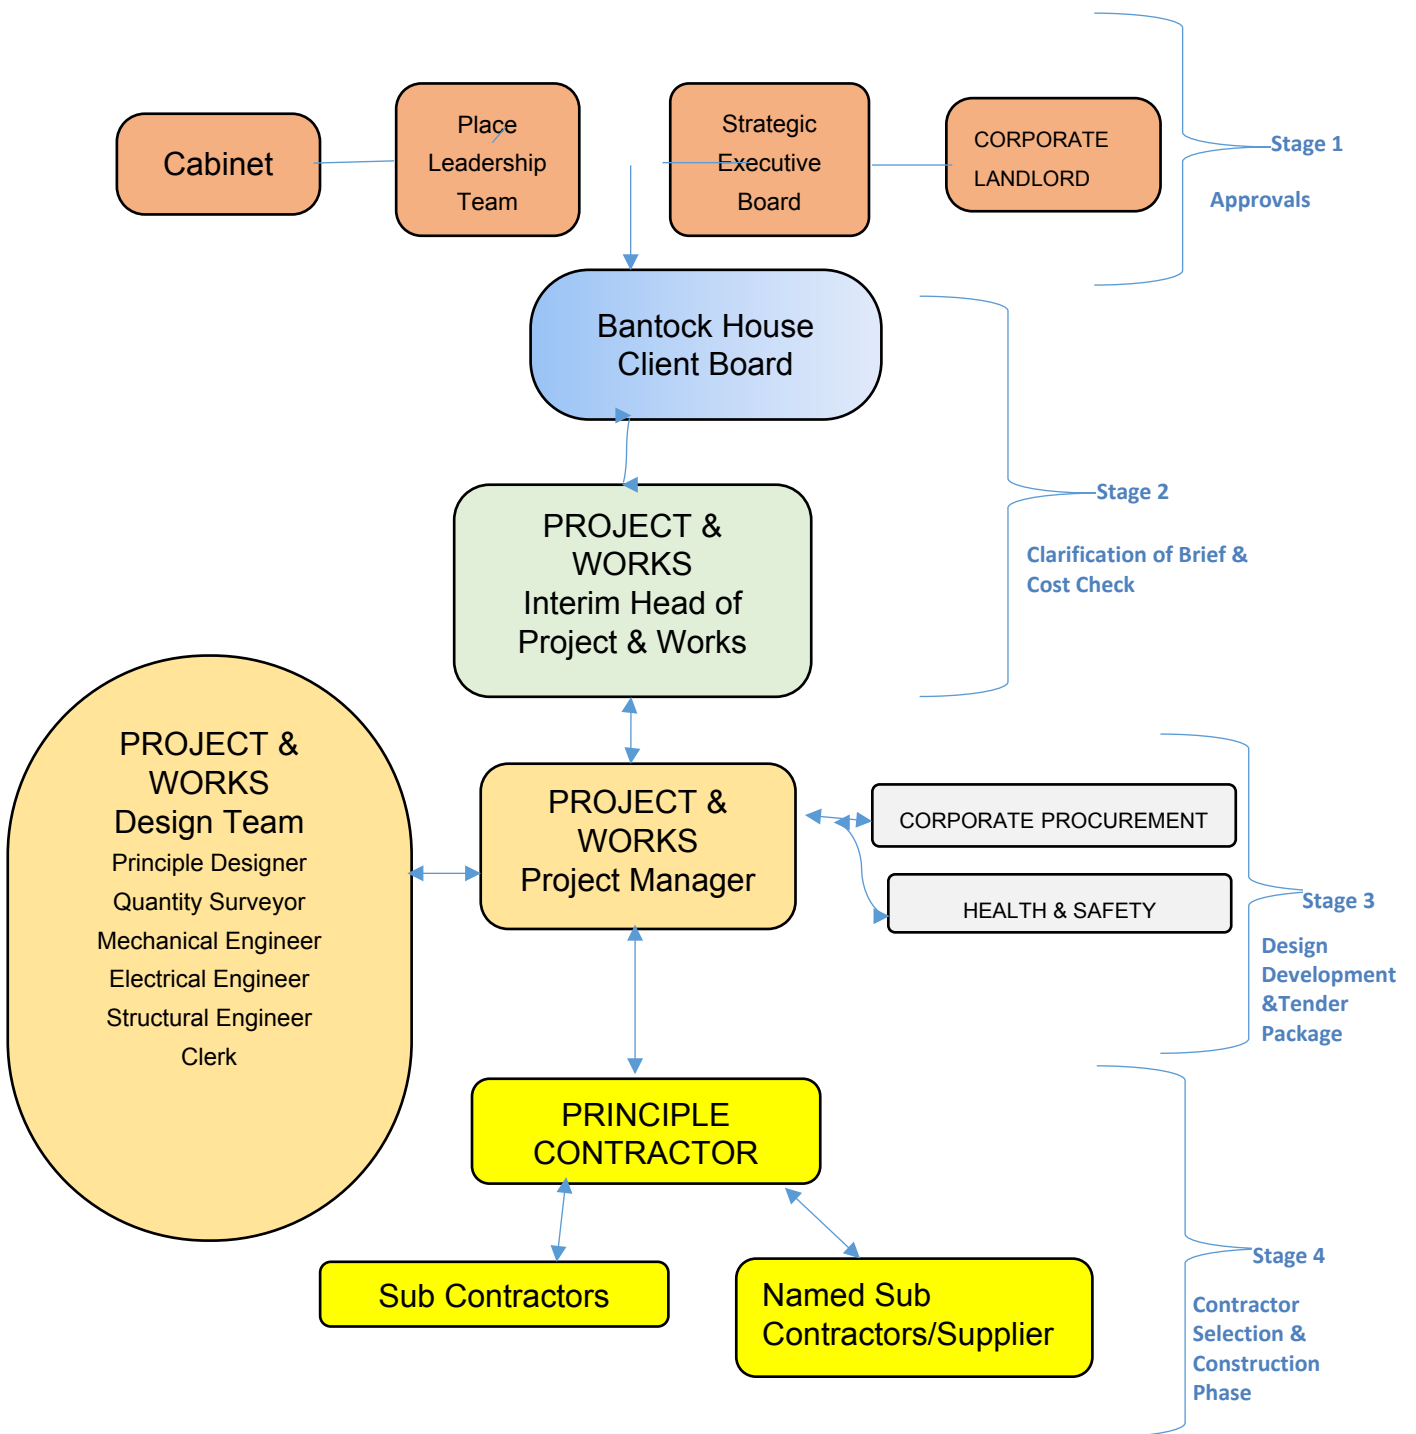 Cabinet
Place
Leadership
Team
Strategic
Executive
Board
CORPORATE
LANDLORD
Stage 1
Approvals
Bantock House
Client Board
Stage 2
Clarification of Brief &
Cost Check
PROJECT &
WORKS
Interim Head of
Project & Works
PROJECT &
WORKS
Design Team
Principle Designer
Quantity Surveyor
Mechanical Engineer
Electrical Engineer
Structural Engineer
Clerk
PROJECT &
WORKS
Project Manager
CORPORATE PROCUREMENT
HEALTH & SAFETY
Stage 3
Design
Development
&Tender
Package
PRINCIPLE
CONTRACTOR
Sub Contractors
Named Sub
Contractors/Supplier
Stage 4
Contractor
Selection &
Construction
Phase